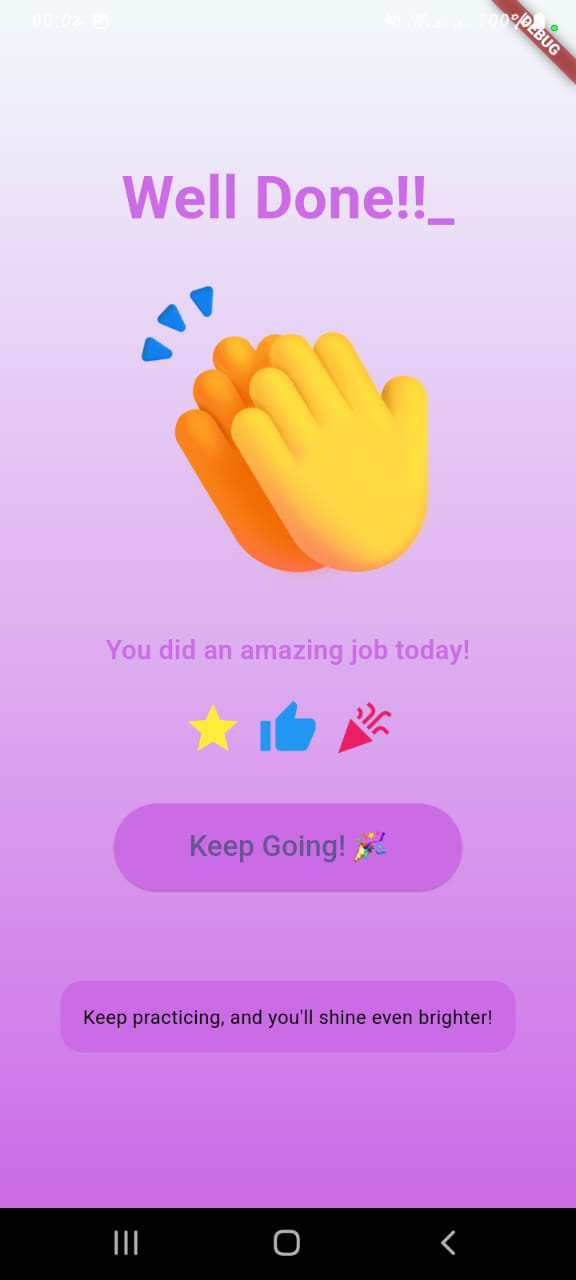 00:02
100%
DEBUG
Well Done!!_
You did an amazing job today!
Keep Going! 🎉
Keep practicing, and you'll shine even brighter!